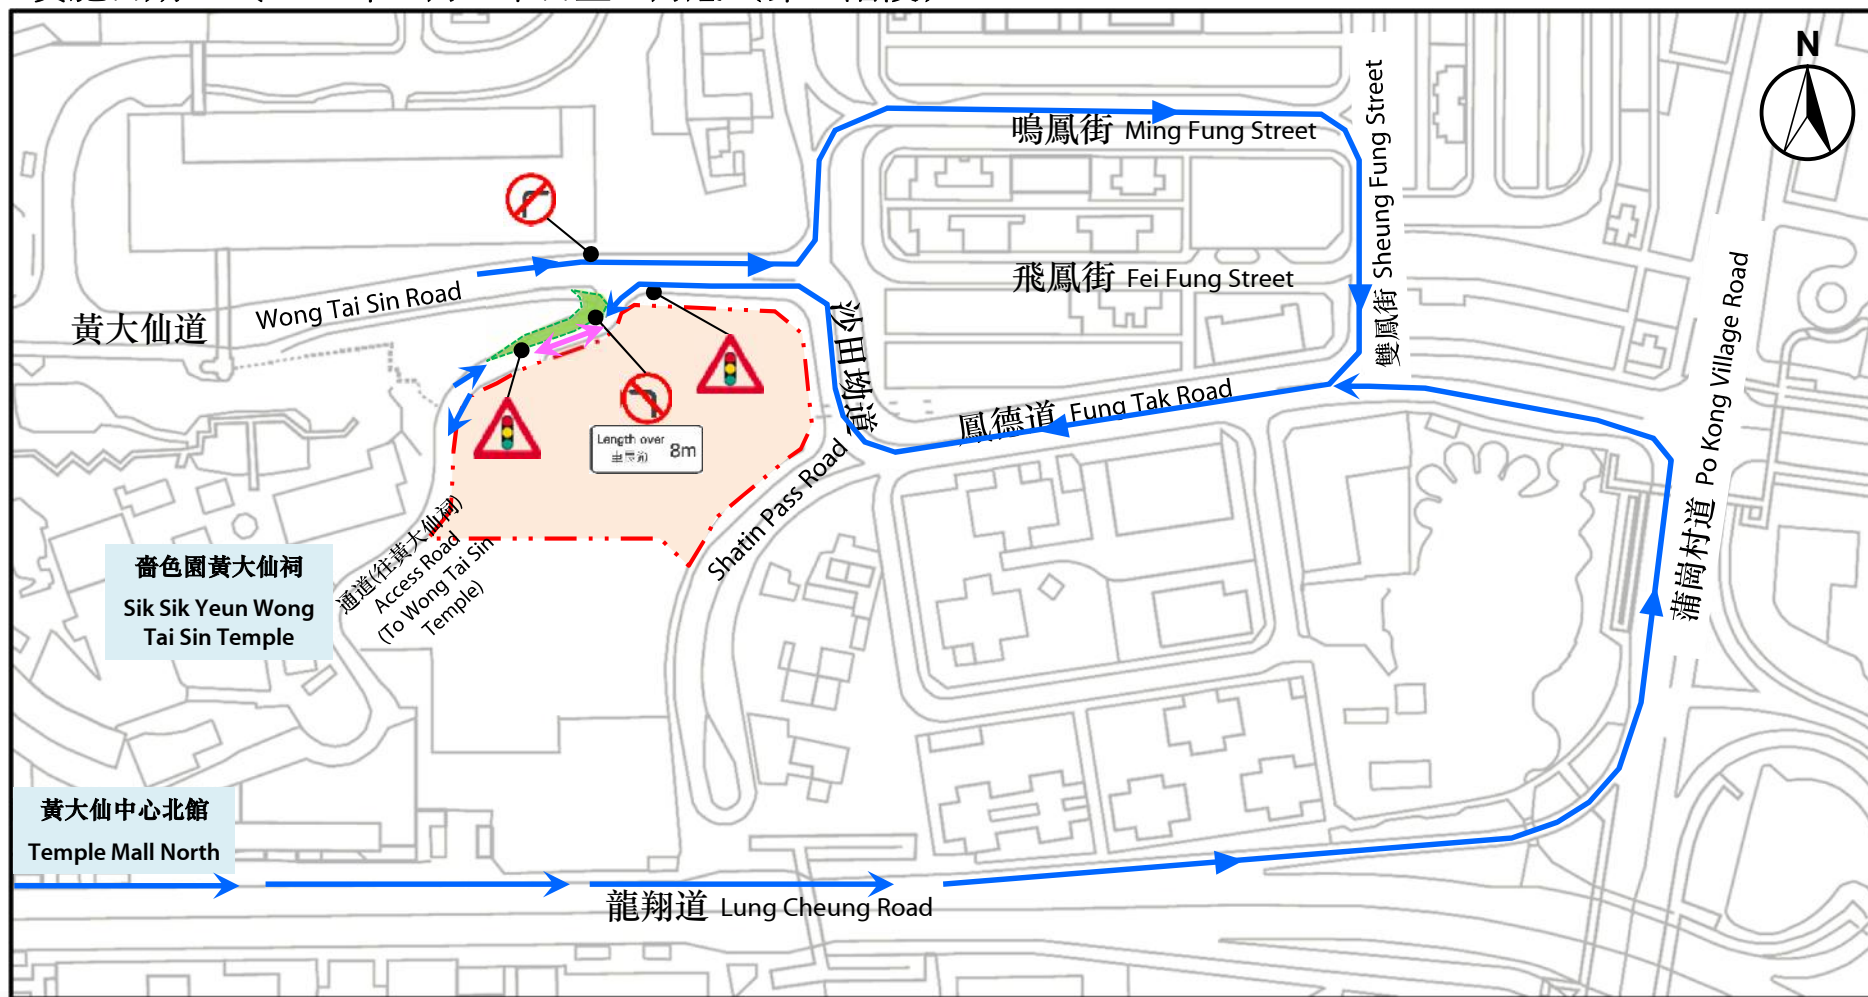 N
鳴鳳街 Ming Fung Street
雙鳳街 Sheung Fung Street
飛鳳街 Fei Fung Street
黃大仙道 Wong Tai Sin Road
沙田坳道
Shatin Pass Road
鳳德道 Fung Tak Road
蒲崗村道 Po Kong Village Road
Length over
8m
通道(往黃大仙祠)
Access Road
(To Wong Tai Sin
Temple)
嗇色園黃大仙祠
Sik Sik Yeun Wong
Tai Sin Temple
黃大仙中心北館
Temple Mall North
龍翔道 Lung Cheung Road